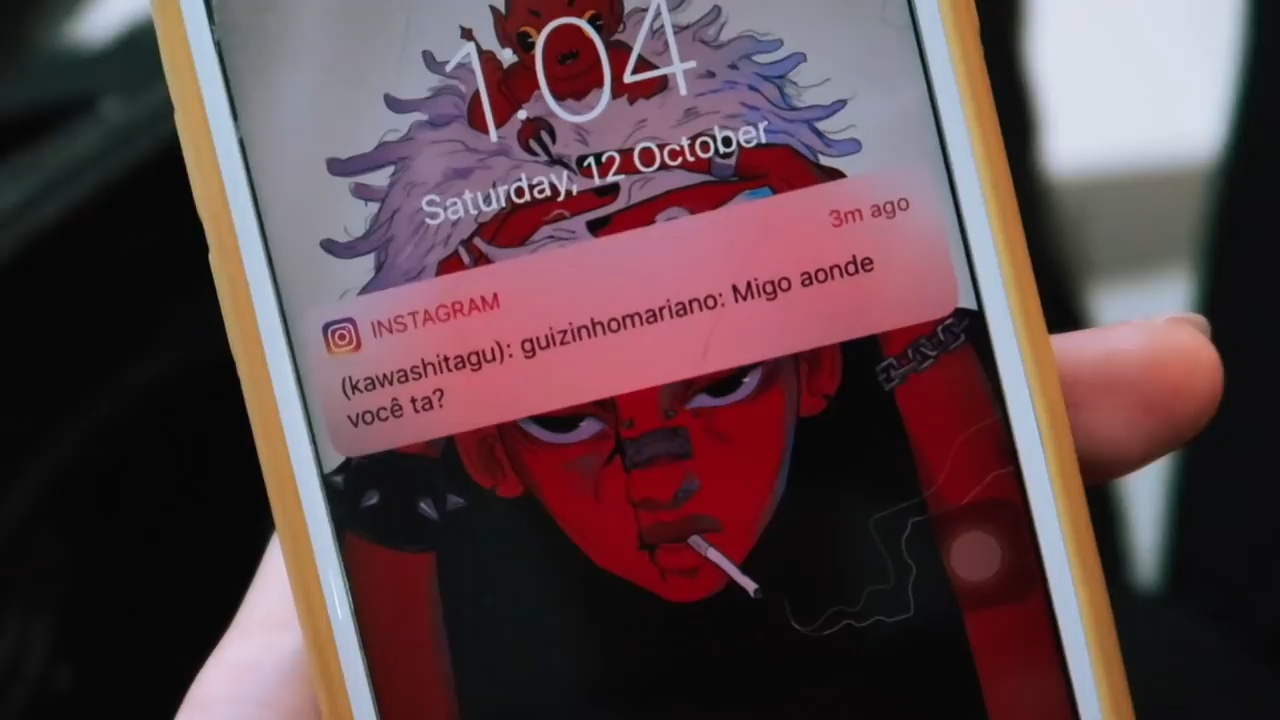 1:04
Saturday, 12 October
INSTAGRAM 3m ago
(kawashitagu): guizinhomariano: Migo aonde
você ta?